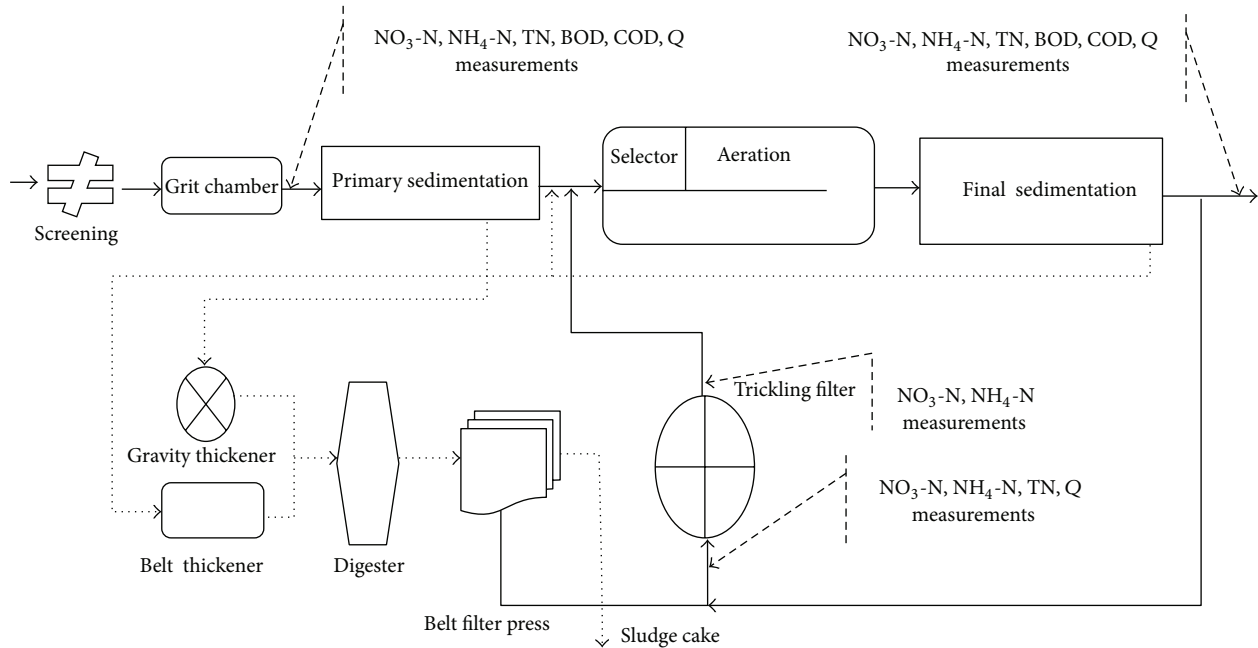 NO₃-N, NH₄-N, TN, BOD, COD, Q
measurements
NO₃-N, NH₄-N, TN, BOD, COD, Q
measurements
Screening
Grit chamber
Primary sedimentation
Selector
Aeration
Final sedimentation
Gravity thickener
Belt thickener
Digester
Belt filter press
Sludge cake
Trickling filter
NO₃-N, NH₄-N
measurements
NO₃-N, NH₄-N, TN, Q
measurements